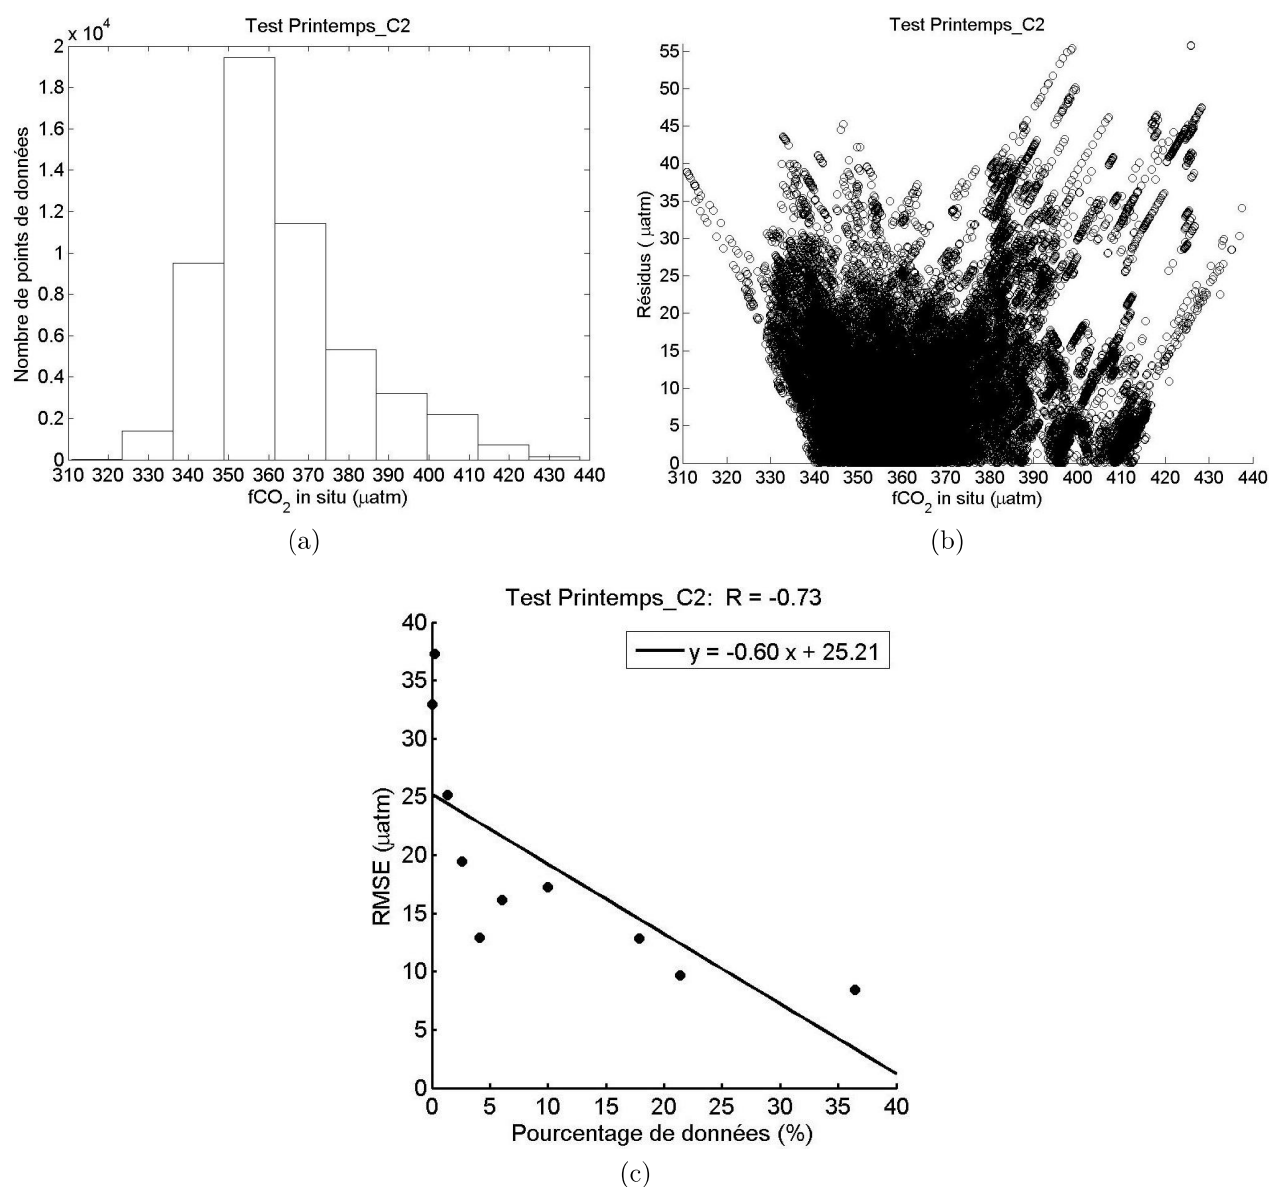 Test Printemps_C2
x 10⁴
2
1.8
1.6
1.4
1.2
1
0.8
0.6
0.4
0.2
0
Nombre de points de données
310 320 330 340 350 360 370 380 390 400 410 420 430 440
fCO₂ in situ (µatm)
(a)
Test Printemps_C2
55
50
45
40
35
30
25
20
15
10
5
0
Résidus ( µatm)
310 320 330 340 350 360 370 380 390 400 410 420 430 440
fCO₂ in situ (µatm)
(b)
Test Printemps_C2: R = -0.73
y = -0.60 x + 25.21
40
35
30
25
20
15
10
5
0
RMSE (µatm)
0 5 10 15 20 25 30 35 40
Pourcentage de données (%)
(c)